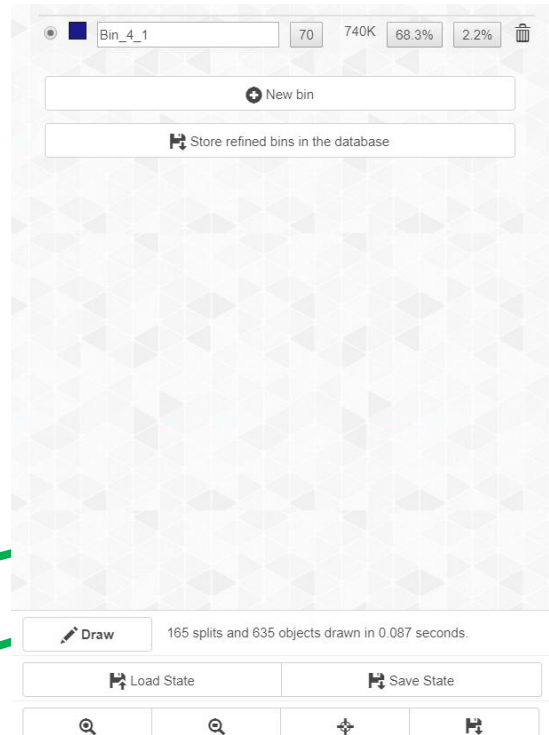 Bin_4_1 70 740K 68.3% 2.2%
New bin
Store refined bins in the database
Draw 165 splits and 635 objects drawn in 0.087 seconds.
Load State Save State